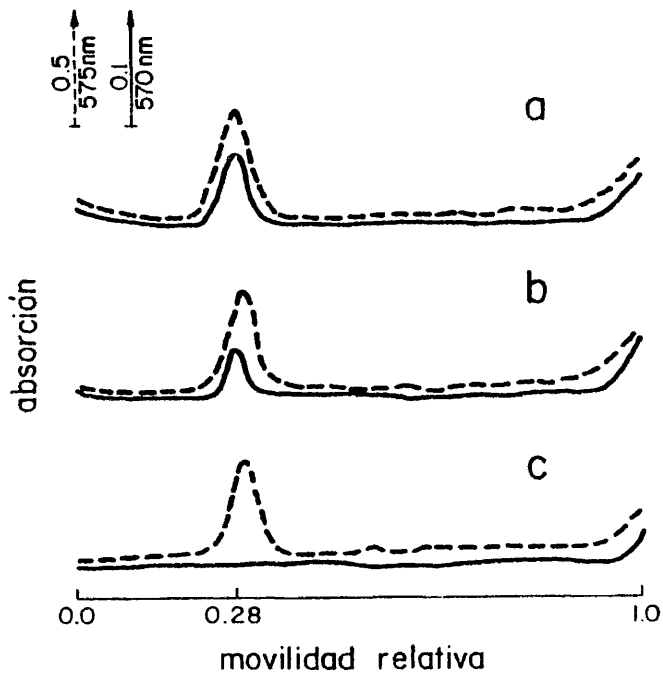 0.5
575nm
0.1
570nm
a
b
c
absorción
0.0 0.28 1.0
movilidad relativa